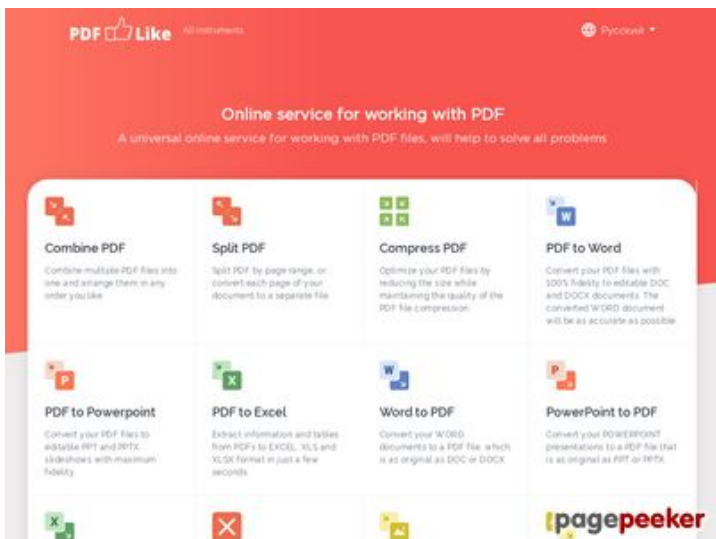 PDF Like All instruments Русский
Online service for working with PDF
A universal online service for working with PDF files, will help to solve all problems
Combine PDF
Combine multiple PDF files into
one and arrange them in any
order you like
Split PDF
Split PDF by page range, or
convert each page of your
document to a separate file
Compress PDF
Optimize your PDF files by
reducing the size while
maintaining the quality of the
PDF file compression
PDF to Word
Convert your PDF files with
100% fidelity to editable DOC
and DOCX documents. The
converted WORD document
will be as accurate as possible
W
PDF to Powerpoint
Convert your PDF files to
editable PPT and PPTX
slideshows with maximum
fidelity
P
PDF to Excel
Extract information and tables
from PDFs to EXCEL, XLS and
XLSX format in just a few
seconds
X
Word to PDF
Convert your WORD
documents to a PDF file, which
is as original as DOC or DOCX
W
PowerPoint to PDF
Convert your POWERPOINT
presentations to a PDF file that
is as original as PPT or PPTX
P
X
pagepeeker